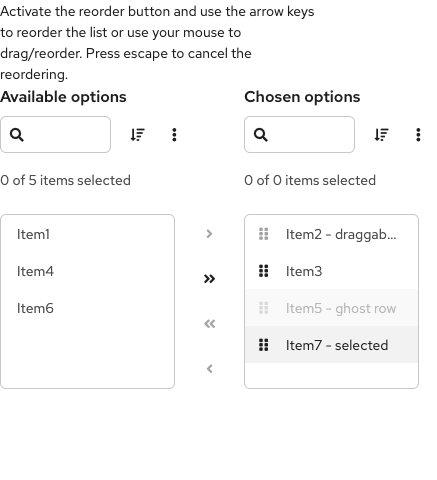 Activate the reorder button and use the arrow keys
to reorder the list or use your mouse to
drag/reorder. Press escape to cancel the
reordering.
Available options
0 of 5 items selected
Item1
Item4
Item6
Chosen options
0 of 0 items selected
Item2 - draggab...
Item3
Item5 - ghost row
Item7 - selected